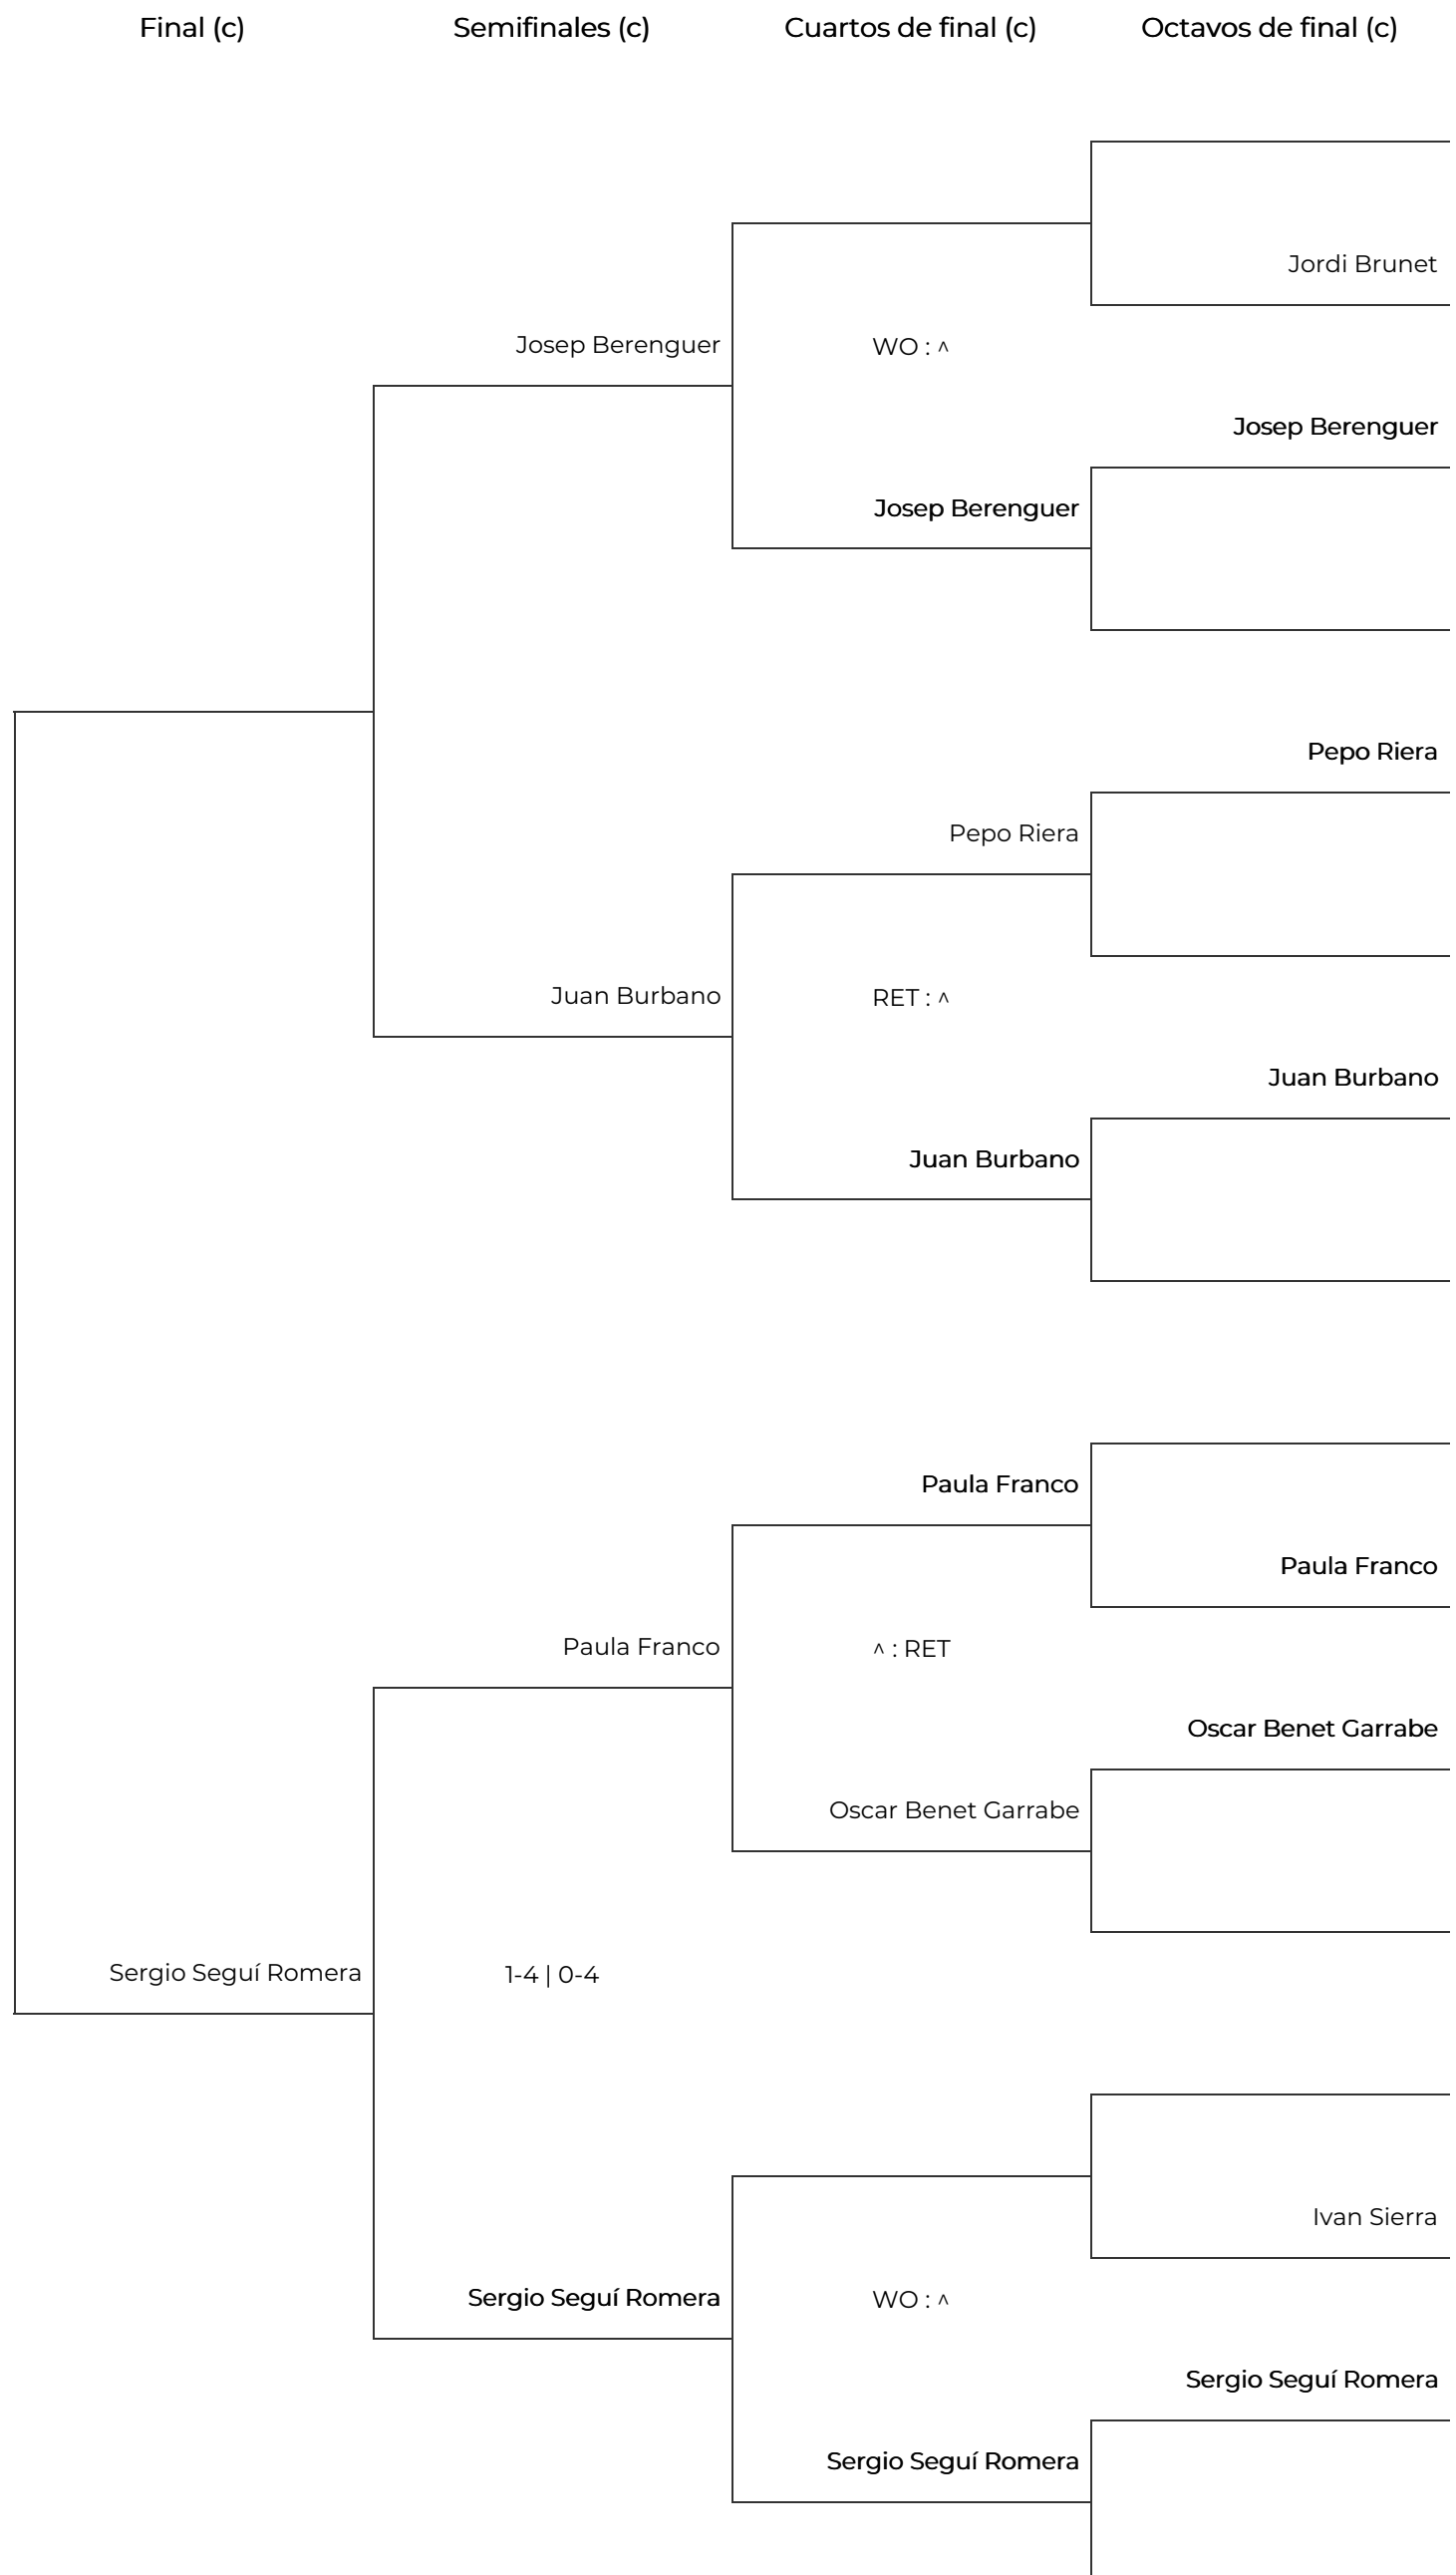 Final (c)
Semifinales (c)
Cuartos de final (c)
Octavos de final (c)
Jordi Brunet
Josep Berenguer
WO : ^
Josep Berenguer
Josep Berenguer
Pepo Riera
Pepo Riera
Juan Burbano
RET : ^
Juan Burbano
Juan Burbano
Paula Franco
Paula Franco
Paula Franco
^ : RET
Oscar Benet Garrabe
Oscar Benet Garrabe
Sergio Seguí Romera
1-4 | 0-4
Ivan Sierra
Sergio Seguí Romera
WO : ^
Sergio Seguí Romera
Sergio Seguí Romera